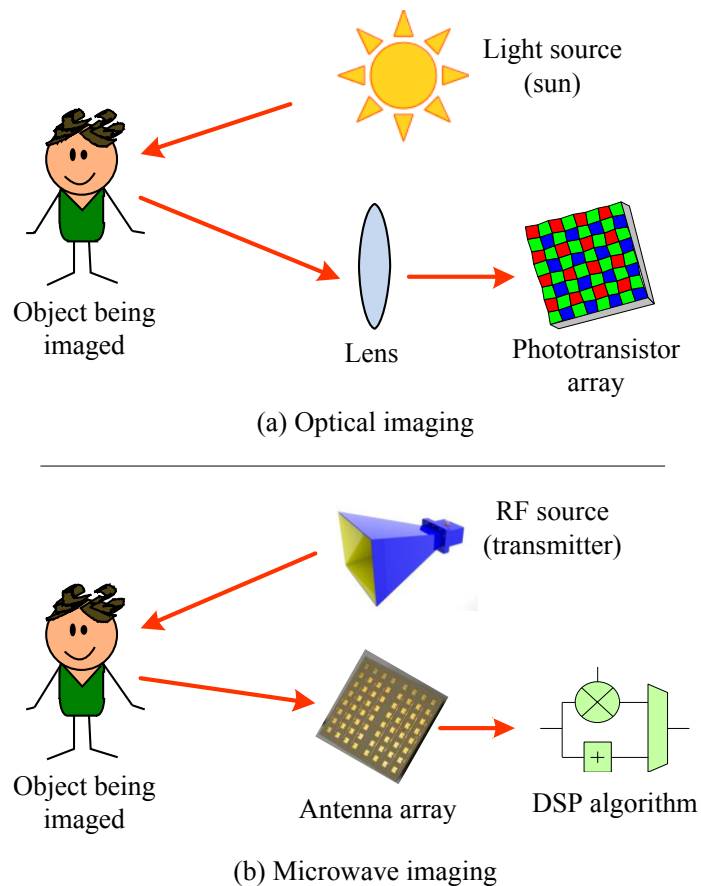 Light source
(sun)
Object being
imaged
Lens
Phototransistor
array
(a) Optical imaging
RF source
(transmitter)
Object being
imaged
+
Antenna array
DSP algorithm
(b) Microwave imaging